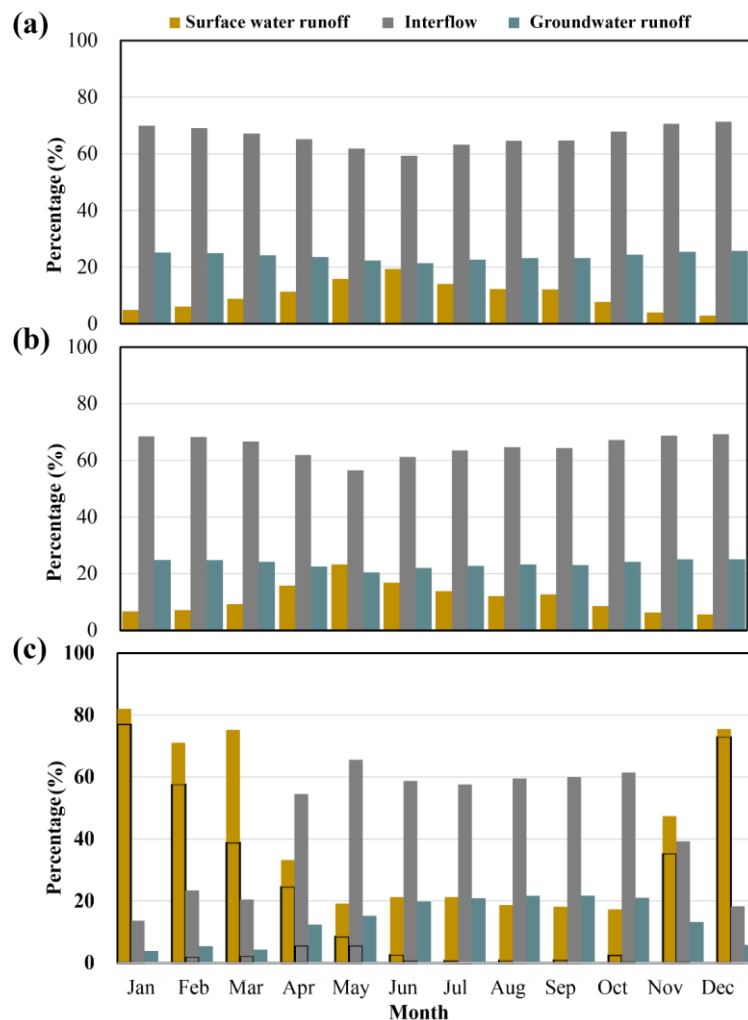 (a)
Surface water runoff Interflow Groundwater runoff
100
80
60
40
20
0
Percentage (%)
(b)
100
80
60
40
20
0
Percentage (%)
(c)
100
80
60
40
20
0
Percentage (%)
Jan Feb Mar Apr May Jun Jul Aug Sep Oct Nov Dec
Month